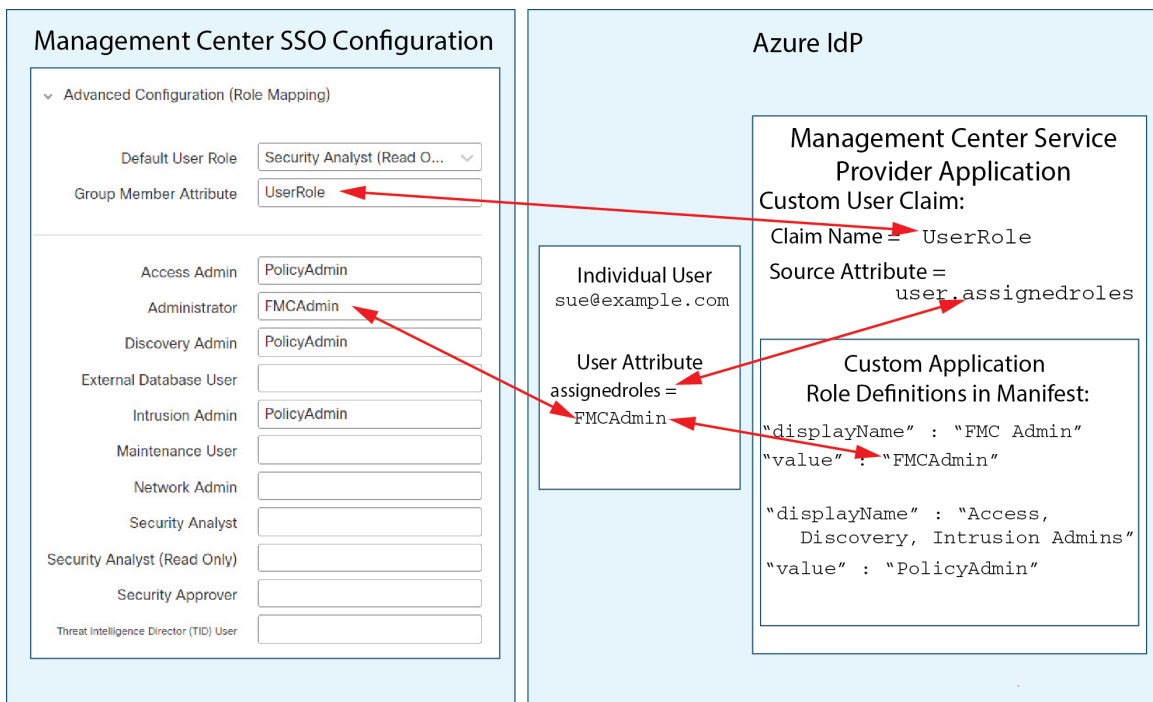 Management Center SSO Configuration
Advanced Configuration (Role Mapping)
Default User Role
Security Analyst (Read O...
Group Member Attribute
UserRole
Access Admin
PolicyAdmin
Administrator
FMCAdmin
Discovery Admin
PolicyAdmin
External Database User
Intrusion Admin
PolicyAdmin
Maintenance User
Network Admin
Security Analyst
Security Analyst (Read Only)
Security Approver
Threat Intelligence Director (TID) User
Azure IdP
Individual User
sue@example.com
User Attribute
assignedroles =
FMCAdmin
Management Center Service
Provider Application
Custom User Claim:
Claim Name = UserRole
Source Attribute =
user.assignedroles
Custom Application
Role Definitions in Manifest:
“displayName” : “FMC Admin”
“value” : “FMCAdmin”
“displayName” : “Access,
Discovery, Intrusion Admins”
“value” : “PolicyAdmin”